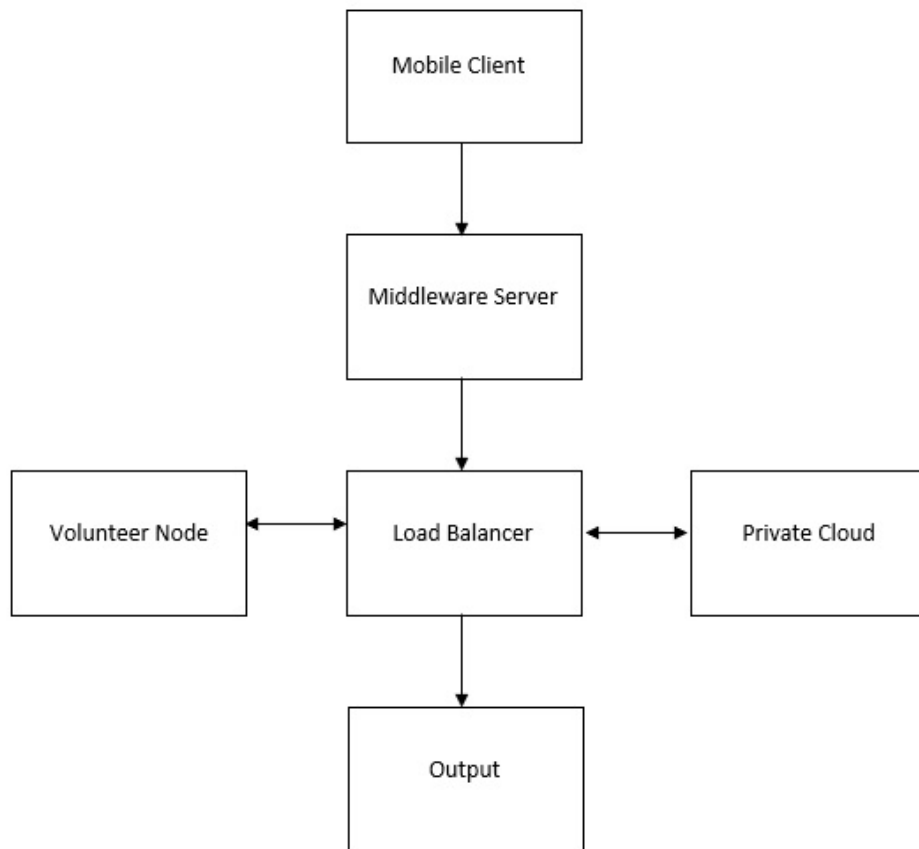 Mobile Client
Middleware Server
Volunteer Node
Load Balancer
Private Cloud
Output